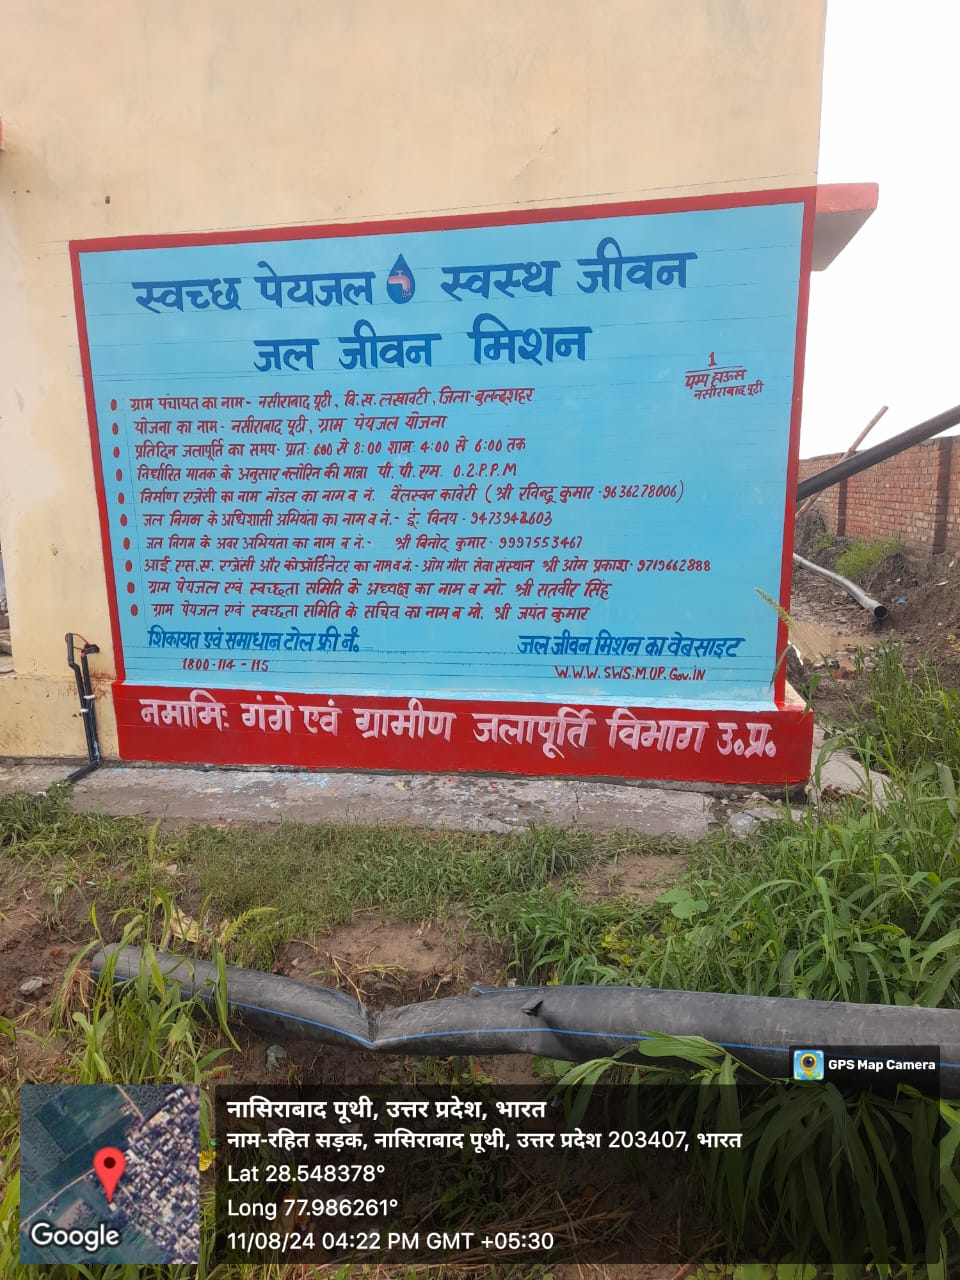 स्वच्छ पेयजल स्वस्थ जीवन
जल जीवन मिशन
1
पम्प हाऊस
नसीराबाद पूठी
ग्राम पंचायत का नाम- नसीराबाद पूठी, वि.ख. लखावटी, जिला-बुलन्दशहर
योजना का नाम- नसीराबाद पूठी, ग्राम पेयजल योजना
प्रतिदिन जलापूर्ति का समय- प्रातः 6:00 से 8:00 शाम: 4:00 से 6:00 तक
निर्धारित मानक के अनुसार क्लोरिन की मात्रा पी. पी. एम. 0.2.P.P.M
निर्माण एजेंसी का नाम नोडल का नाम व नं. वैलस्वन कावेरी (श्री रविन्द्र कुमार-9636278006)
जल निगम के अधिशासी अभियंता का नाम व नं.- इं. विनय- 9473942603
जल निगम के अवर अभियंता का नाम व नं.- श्री विनोट् कुमार- 9997553467
आई. एस. ए. एजेंसी और कोऑर्डिनेटर का नाम व नं.- ओम गौरा सेवा संस्थान श्री ओम प्रकाश-9719662888
ग्राम पेयजल एवं स्वच्छता समिति के अध्यक्ष का नाम व मो. श्री सतवीर सिंह
ग्राम पेयजल एवं स्वच्छता समिति के सचिव का नाम व मो. श्री जयंत कुमार
शिकायत एवं समाधान टोल फ्री नं. जल जीवन मिशन का वेबसाइट
1800-114-115 W.W.W.SWS.M.UP.Gov.iN
नमामिः गंगे एवं ग्रामीण जलापूर्ति विभाग उ.प्र.
GPS Map Camera
नासिराबाद पूथी, उत्तर प्रदेश, भारत
नाम-रहित सड़क, नासिराबाद पूथी, उत्तर प्रदेश 203407, भारत
Lat 28.548378°
Long 77.986261°
11/08/24 04:22 PM GMT +05:30
Google